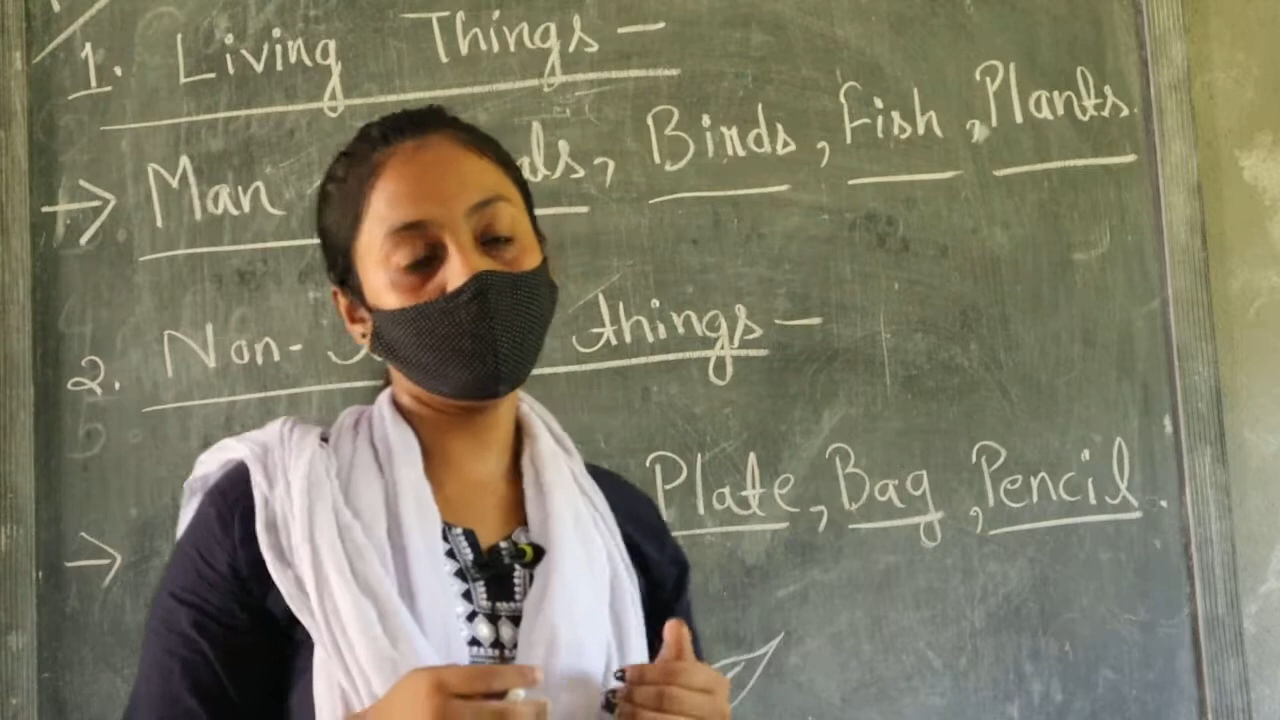 1. Living Things -
→ Man als, Birds, Fish, Plants.
2. Non- things -
→ Plate, Bag, Pencil.